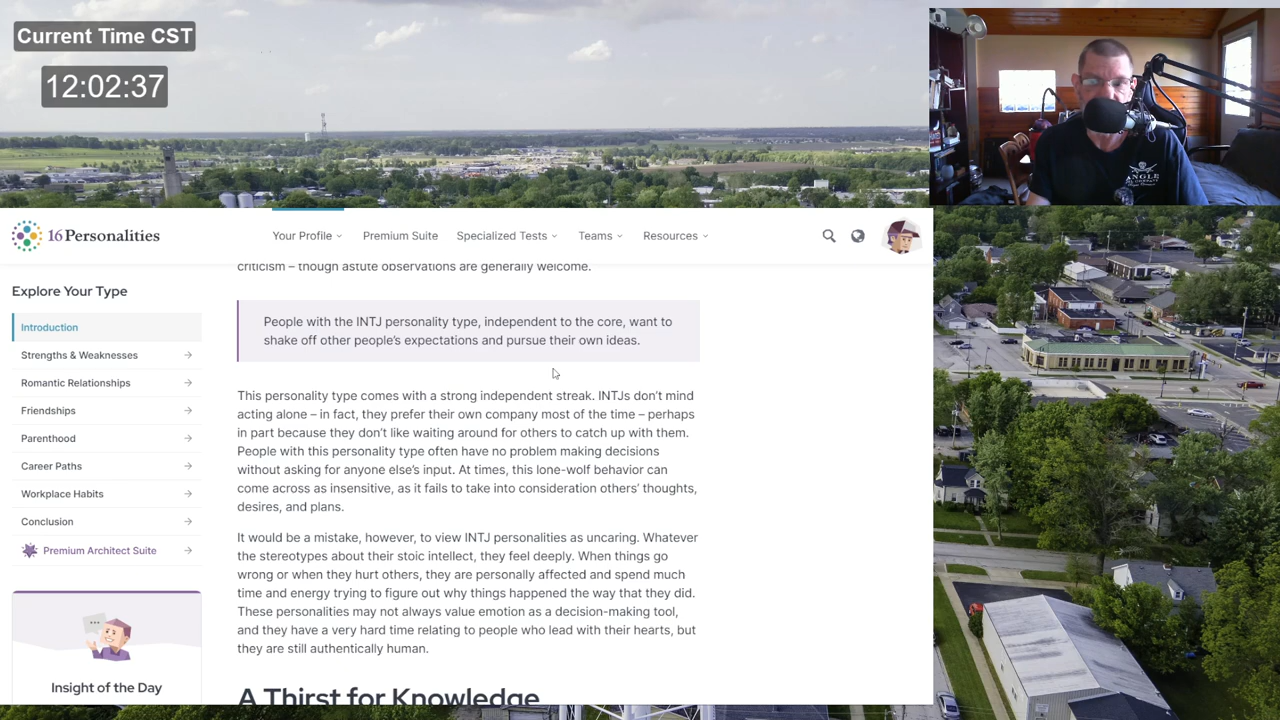 Current Time CST
12:02:37
16Personalities
Your Profile
Premium Suite
Specialized Tests
Teams
Resources
Explore Your Type
Introduction
Strengths & Weaknesses
Romantic Relationships
Friendships
Parenthood
Career Paths
Workplace Habits
Conclusion
Premium Architect Suite
Insight of the Day
criticism – though astute observations are generally welcome.
People with the INTJ personality type, independent to the core, want to
shake off other people's expectations and pursue their own ideas.
This personality type comes with a strong independent streak. INTJs don't mind
acting alone – in fact, they prefer their own company most of the time – perhaps
in part because they don't like waiting around for others to catch up with them.
People with this personality type often have no problem making decisions
without asking for anyone else's input. At times, this lone-wolf behavior can
come across as insensitive, as it fails to take into consideration others' thoughts,
desires, and plans.
It would be a mistake, however, to view INTJ personalities as uncaring. Whatever
the stereotypes about their stoic intellect, they feel deeply. When things go
wrong or when they hurt others, they are personally affected and spend much
time and energy trying to figure out why things happened the way that they did.
These personalities may not always value emotion as a decision-making tool,
and they have a very hard time relating to people who lead with their hearts, but
they are still authentically human.
A Thirst for Knowledge
ANGLE